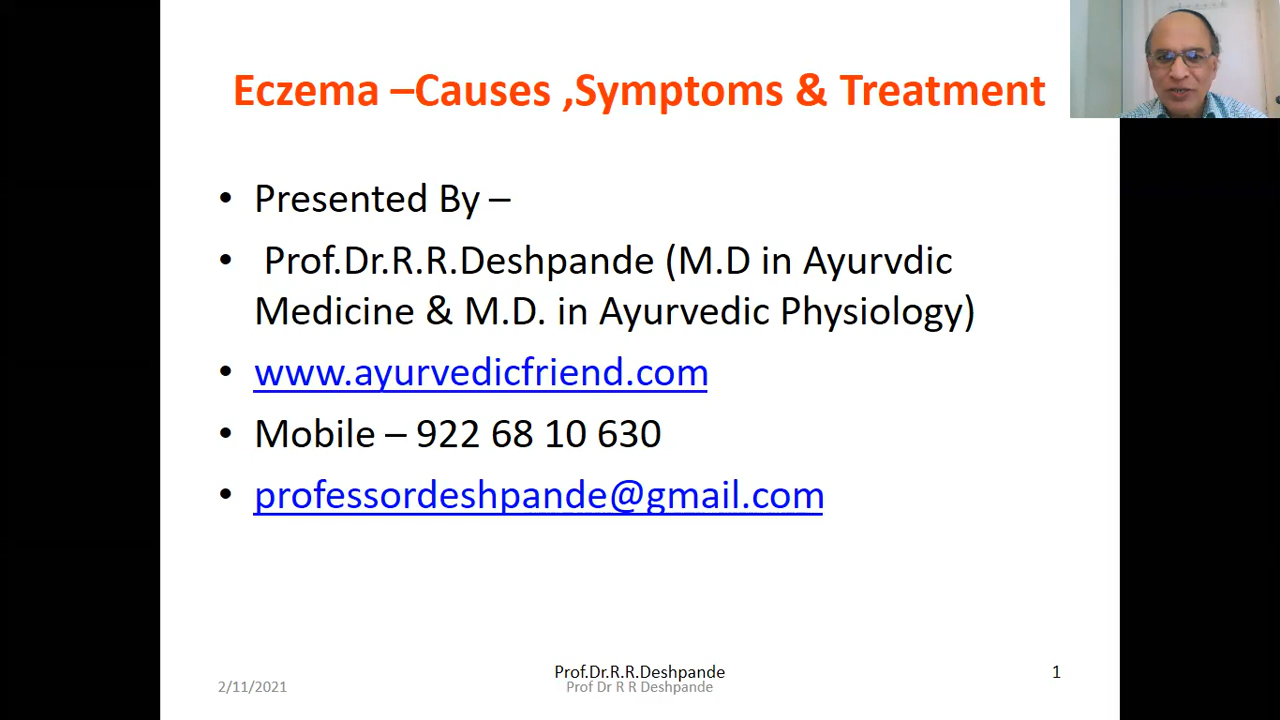 Eczema –Causes ,Symptoms & Treatment
• Presented By –
• Prof.Dr.R.R.Deshpande (M.D in Ayurvdic
Medicine & M.D. in Ayurvedic Physiology)
• www.ayurvedicfriend.com
• Mobile – 922 68 10 630
• professordeshpande@gmail.com
Prof.Dr.R.R.Deshpande
1
2/11/2021
Prof Dr R R Deshpande